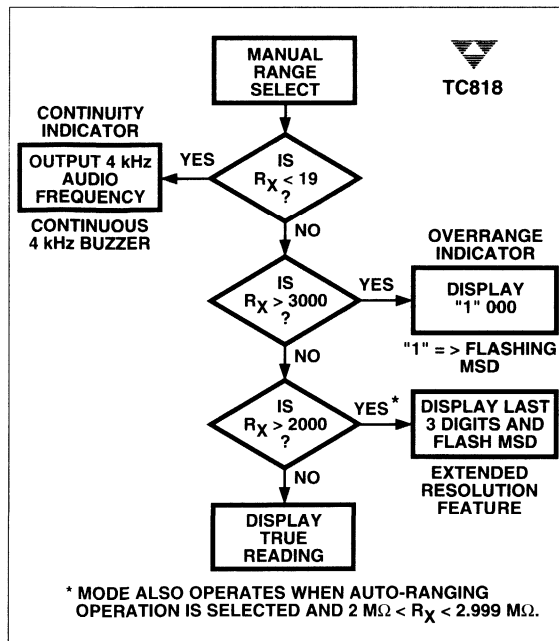 MANUAL
RANGE
SELECT
TC818
CONTINUITY
INDICATOR
OUTPUT 4 kHz
AUDIO
FREQUENCY
CONTINUOUS
4 kHz BUZZER
YES
IS
RX < 19
?
NO
OVERRANGE
INDICATOR
IS
RX > 3000
?
YES
DISPLAY
"1" 000
"1" = > FLASHING
MSD
NO
IS
RX > 2000
?
YES*
DISPLAY LAST
3 DIGITS AND
FLASH MSD
EXTENDED
RESOLUTION
FEATURE
NO
DISPLAY
TRUE
READING
* MODE ALSO OPERATES WHEN AUTO-RANGING
OPERATION IS SELECTED AND 2 MΩ < RX < 2.999 MΩ.